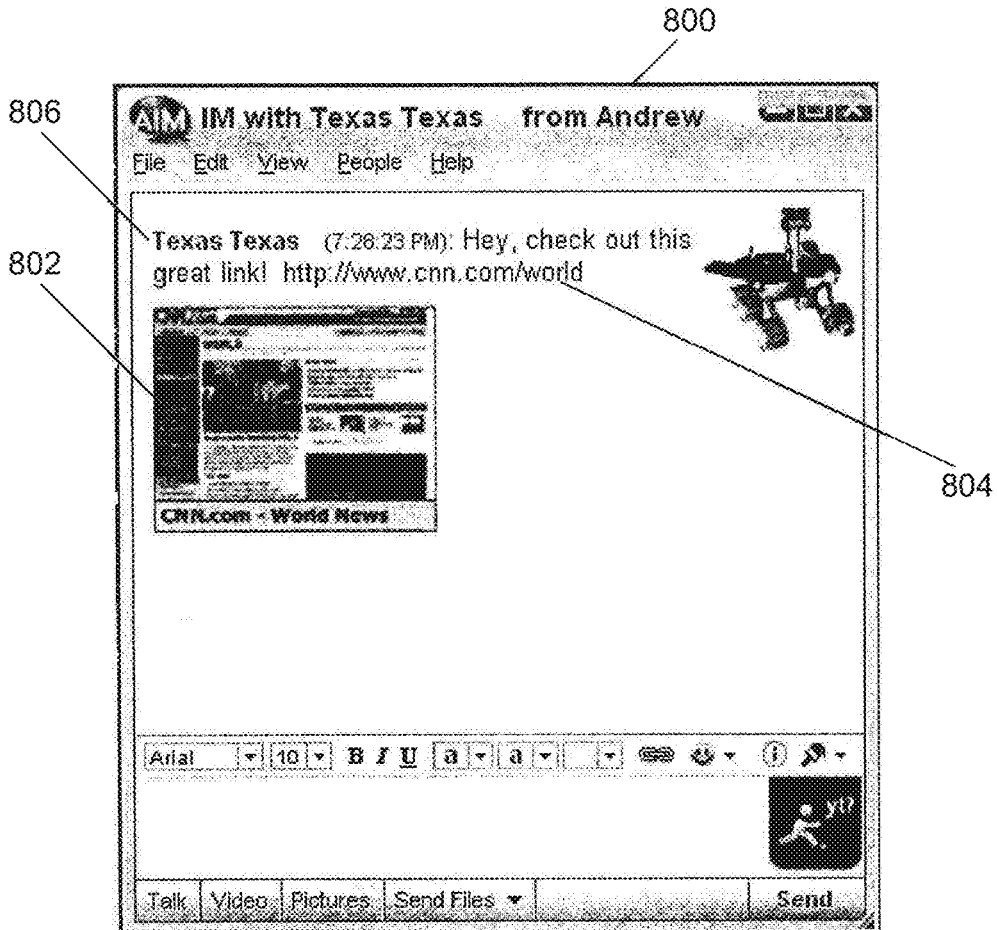 800
806
AIM IM with Texas Texas from Andrew
File Edit View People Help
802
Texas Texas (7:26:23 PM): Hey, check out this
great link! http://www.cnn.com/world
WORLD
804
CNN.com - World News
Arial 10 B I U a a
y!?
Talk Video Pictures Send Files Send